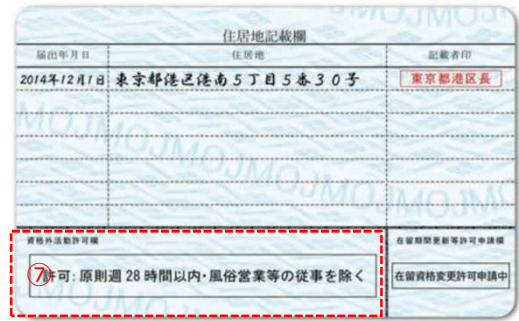 住居地記載欄
届出年月日 住居地 記載者印
2014年12月1日 東京都港区港南5丁目5番30号 東京都港区長
資格外活動許可欄
⑦許可: 原則週 28 時間以内・風俗営業等の従事を除く
在留期間更新等許可申請欄
在留資格変更許可申請中
MOJMOJMOJMOJMOJ